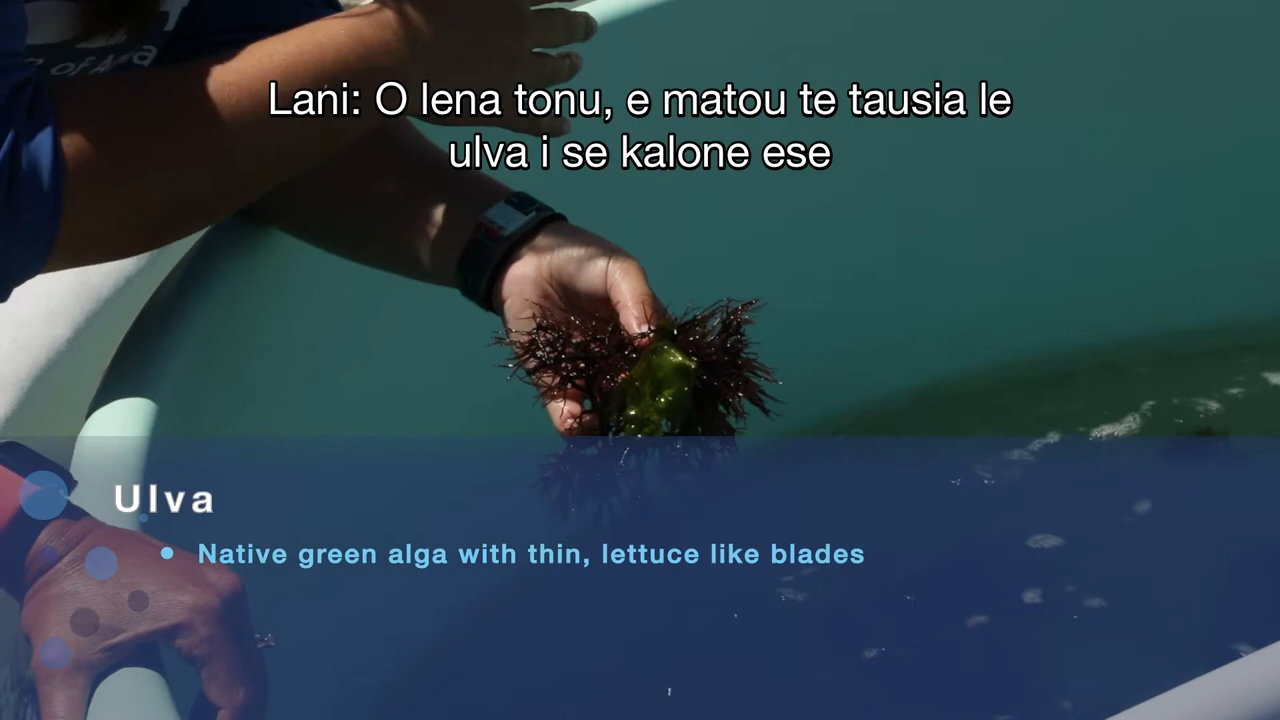 Lani: O lena tonu, e matou te tausia le
ulva i se kalone ese
Ulva
• Native green alga with thin, lettuce like blades